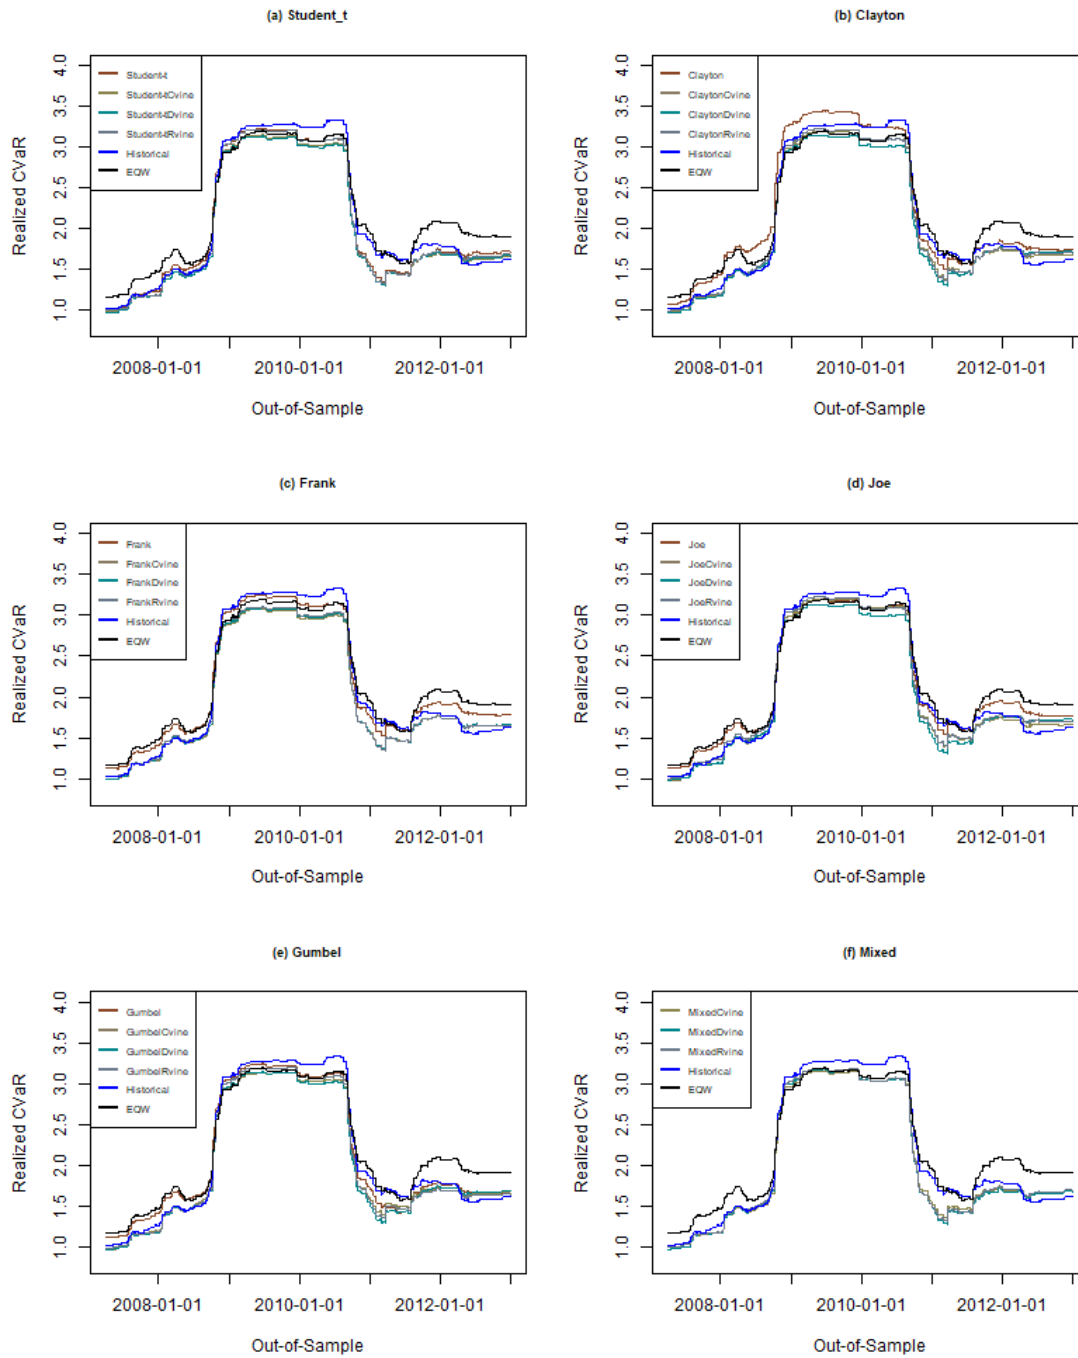 (a) Student_t
Realized CVaR
4.0
3.5
3.0
2.5
2.0
1.5
1.0
Student-t
Student-tCvine
Student-tDvine
Student-tRvine
Historical
EQW
2008-01-01 2010-01-01 2012-01-01
Out-of-Sample
(b) Clayton
Realized CVaR
4.0
3.5
3.0
2.5
2.0
1.5
1.0
Clayton
ClaytonCvine
ClaytonDvine
ClaytonRvine
Historical
EQW
2008-01-01 2010-01-01 2012-01-01
Out-of-Sample
(c) Frank
Realized CVaR
4.0
3.5
3.0
2.5
2.0
1.5
1.0
Frank
FrankCvine
FrankDvine
FrankRvine
Historical
EQW
2008-01-01 2010-01-01 2012-01-01
Out-of-Sample
(d) Joe
Realized CVaR
4.0
3.5
3.0
2.5
2.0
1.5
1.0
Joe
JoeCvine
JoeDvine
JoeRvine
Historical
EQW
2008-01-01 2010-01-01 2012-01-01
Out-of-Sample
(e) Gumbel
Realized CVaR
4.0
3.5
3.0
2.5
2.0
1.5
1.0
Gumbel
GumbelCvine
GumbelDvine
GumbelRvine
Historical
EQW
2008-01-01 2010-01-01 2012-01-01
Out-of-Sample
(f) Mixed
Realized CVaR
4.0
3.5
3.0
2.5
2.0
1.5
1.0
MixedCvine
MixedDvine
MixedRvine
Historical
EQW
2008-01-01 2010-01-01 2012-01-01
Out-of-Sample